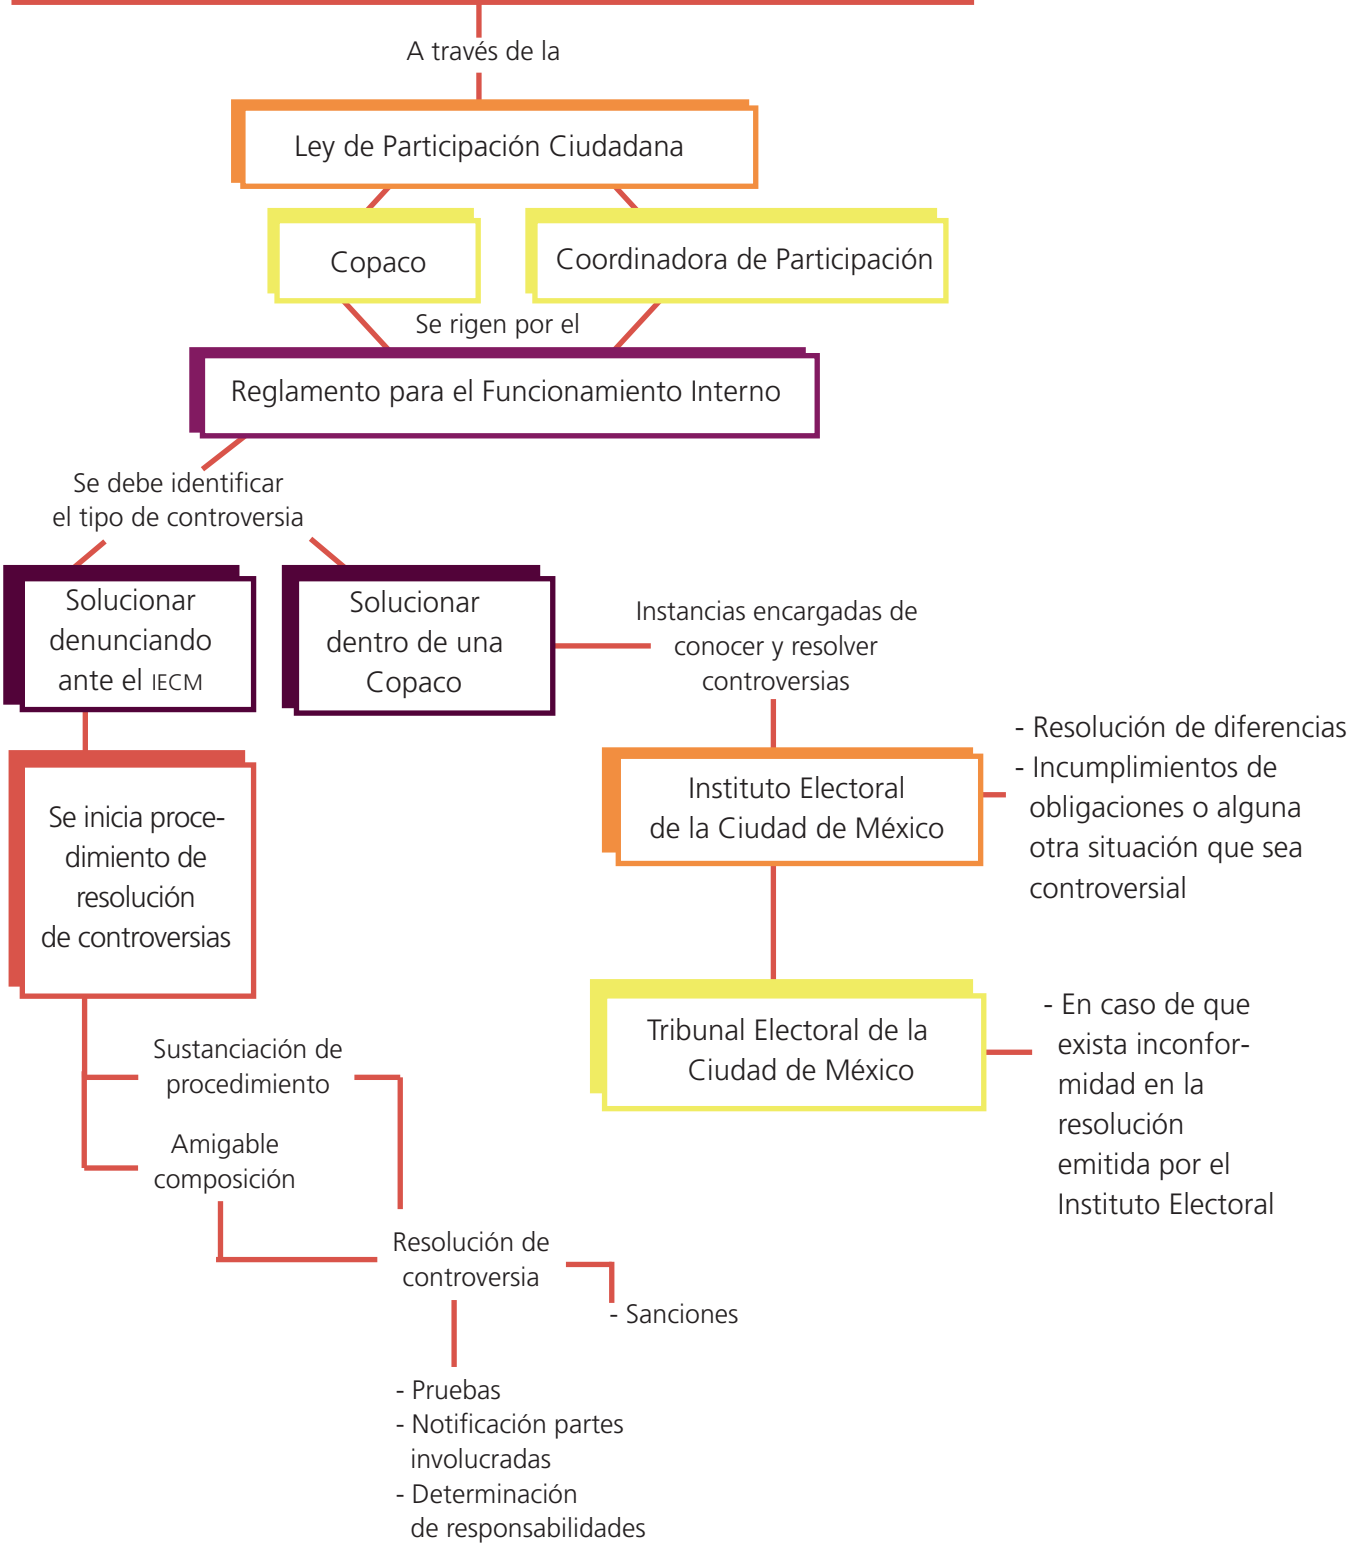 A través de la
Ley de Participación Ciudadana
Copaco
Coordinadora de Participación
Se rigen por el
Reglamento para el Funcionamiento Interno
Se debe identificar
el tipo de controversia
Solucionar
denunciando
ante el IECM
Solucionar
dentro de una
Copaco
Instancias encargadas de
conocer y resolver
controversias
Se inicia proce-
dimiento de
resolución
de controversias
Instituto Electoral
de la Ciudad de México
- Resolución de diferencias
- Incumplimientos de
obligaciones o alguna
otra situación que sea
controversial
Tribunal Electoral de la
Ciudad de México
- En caso de que
exista inconfor-
midad en la
resolución
emitida por el
Instituto Electoral
Sustanciación de
procedimiento
Amigable
composición
Resolución de
controversia
- Sanciones
- Pruebas
- Notificación partes
involucradas
- Determinación
de responsabilidades